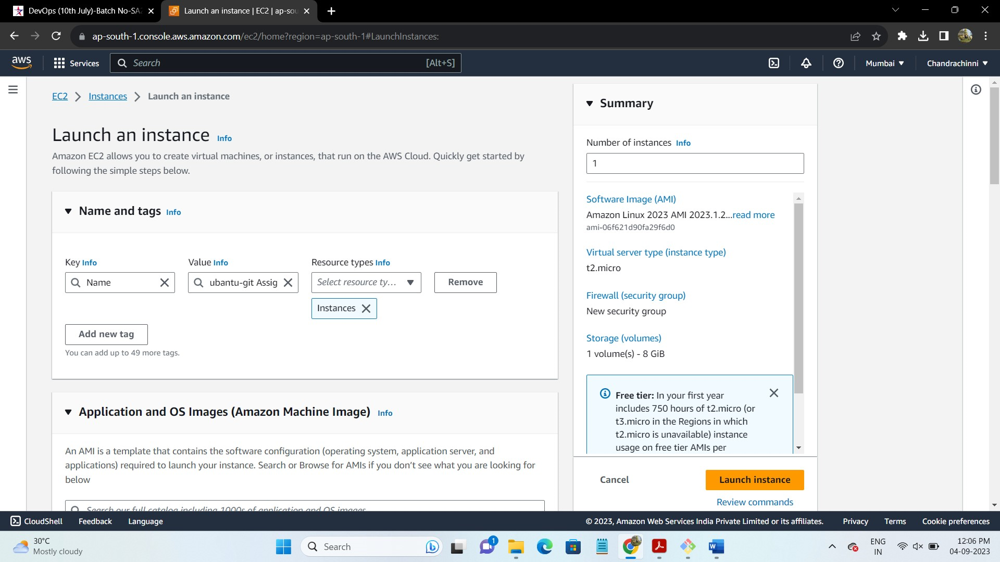 DevOps (10th July)-Batch No-SA2
Launch an instance | EC2 | ap-sou
ap-south-1.console.aws.amazon.com/ec2/home?region=ap-south-1#LaunchInstances:
aws
Services
Search
[Alt+S]
Mumbai
Chandrachinni
EC2
Instances
Launch an instance
Launch an instance Info
Amazon EC2 allows you to create virtual machines, or instances, that run on the AWS Cloud. Quickly get started by
following the simple steps below.
Name and tags Info
Key Info
Value Info
Resource types Info
Name
ubantu-git Assig
Select resource ty...
Remove
Instances
Add new tag
You can add up to 49 more tags.
Application and OS Images (Amazon Machine Image) Info
An AMI is a template that contains the software configuration (operating system, application server, and
applications) required to launch your instance. Search or Browse for AMIs if you don't see what you are looking for
below
Search our full catalog including 1000s of application and OS images
Summary
Number of instances Info
1
Software Image (AMI)
Amazon Linux 2023 AMI 2023.1.2...read more
ami-06f621d90fa29f6d0
Virtual server type (instance type)
t2.micro
Firewall (security group)
New security group
Storage (volumes)
1 volume(s) - 8 GiB
Free tier: In your first year
includes 750 hours of t2.micro (or
t3.micro in the Regions in which
t2.micro is unavailable) instance
usage on free tier AMIs per
Cancel
Launch instance
Review commands
CloudShell
Feedback
Language
© 2023, Amazon Web Services India Private Limited or its affiliates.
Privacy
Terms
Cookie preferences
30°C
Mostly cloudy
Search
1
ENG
IN
12:06 PM
04-09-2023